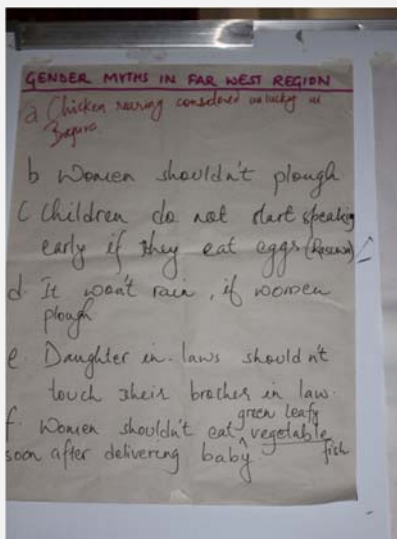 GENDER MYTHS IN FAR WEST REGION
a Chicken rearing considered unlucky in
Bajura
b Women shouldn't plough
C Children do not start speaking
early if they eat eggs (Rasuwa)
d. It won't rain, if women
plough
e. Daughter in-laws shouldn't
touch their brother in law.
f. Women shouldn't eat green leafy vegetable
soon after delivering baby fish